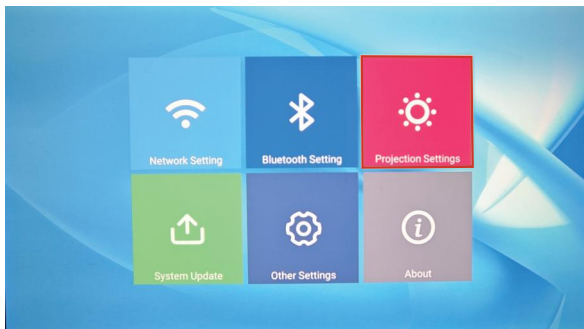 Network Setting
Bluetooth Setting
Projection Settings
System Update
Other Settings
About